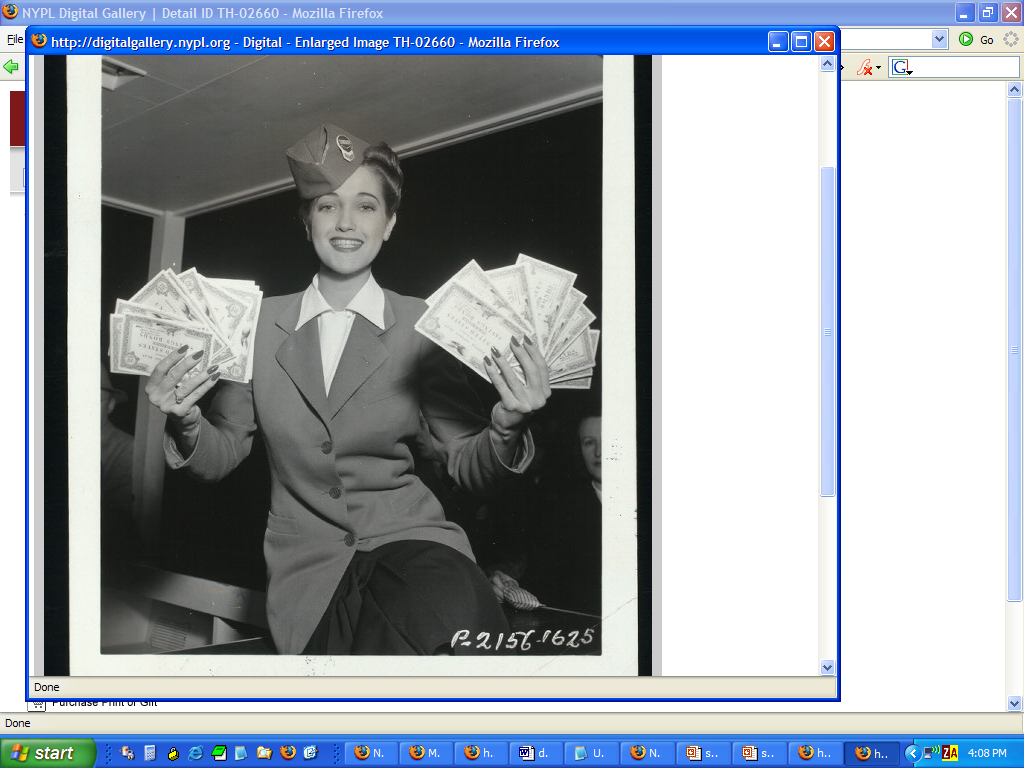 NYPL Digital Gallery | Detail ID TH-02660 - Mozilla Firefox
File
http://digitalgallery.nypl.org - Digital - Enlarged Image TH-02660 - Mozilla Firefox
Go
G
P-2156-1625
Done
Purchase Print or Gift
Done
start
N..
M..
h..
d..
U..
N..
s..
s..
h..
h..
ZA
4:08 PM